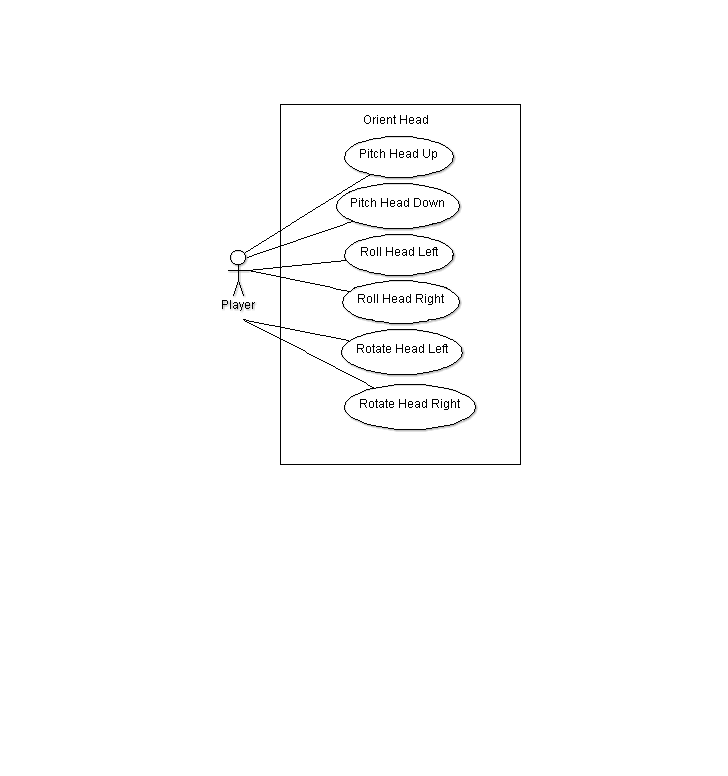 Orient Head
Pitch Head Up
Pitch Head Down
Roll Head Left
Roll Head Right
Player
Rotate Head Left
Rotate Head Right